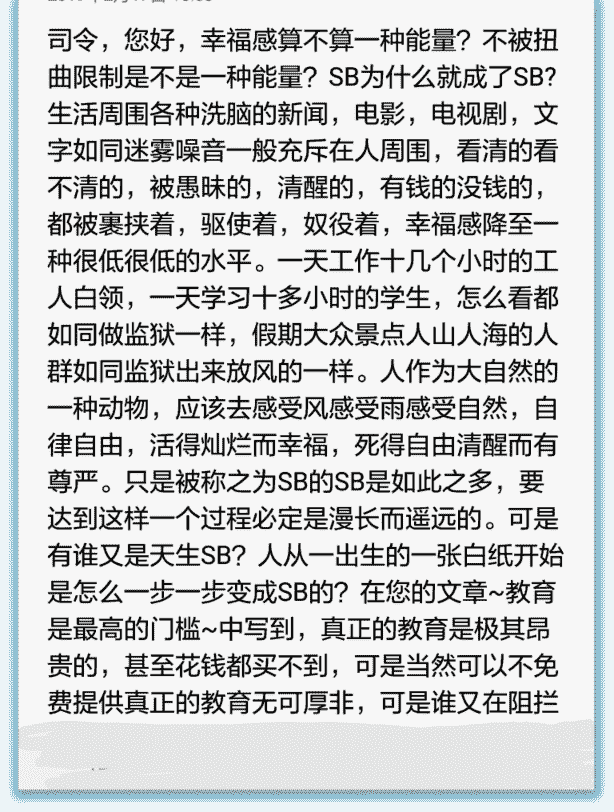 司令，您好，幸福感算不算一种能量？不被扭
曲限制是不是一种能量？SB为什么就成了SB？
生活周围各种洗脑的新闻，电影，电视剧，文
字如同迷雾噪音一般充斥在人周围，看清的看
不清的，被愚昧的，清醒的，有钱的没钱的，
都被裹挟着，驱使着，奴役着，幸福感降至一
种很低很低的水平。一天工作十几个小时的工
人白领，一天学习十多小时的学生，怎么看都
如同做监狱一样，假期大众景点人山人海的人
群如同监狱出来放风的一样。人作为大自然的
一种动物，应该去感受风感受雨感受自然，自
律自由，活得灿烂而幸福，死得自由清醒而有
尊严。只是被称之为SB的SB是如此之多，要
达到这样一个过程必定是漫长而遥远的。可是
有谁又是天生SB？人从一出生的一张白纸开始
是怎么一步一步变成SB的？在您的文章~教育
是最高的门槛~中写到，真正的教育是极其昂
贵的，甚至花钱都买不到，可是当然可以不免
费提供真正的教育无可厚非，可是谁又在阻拦